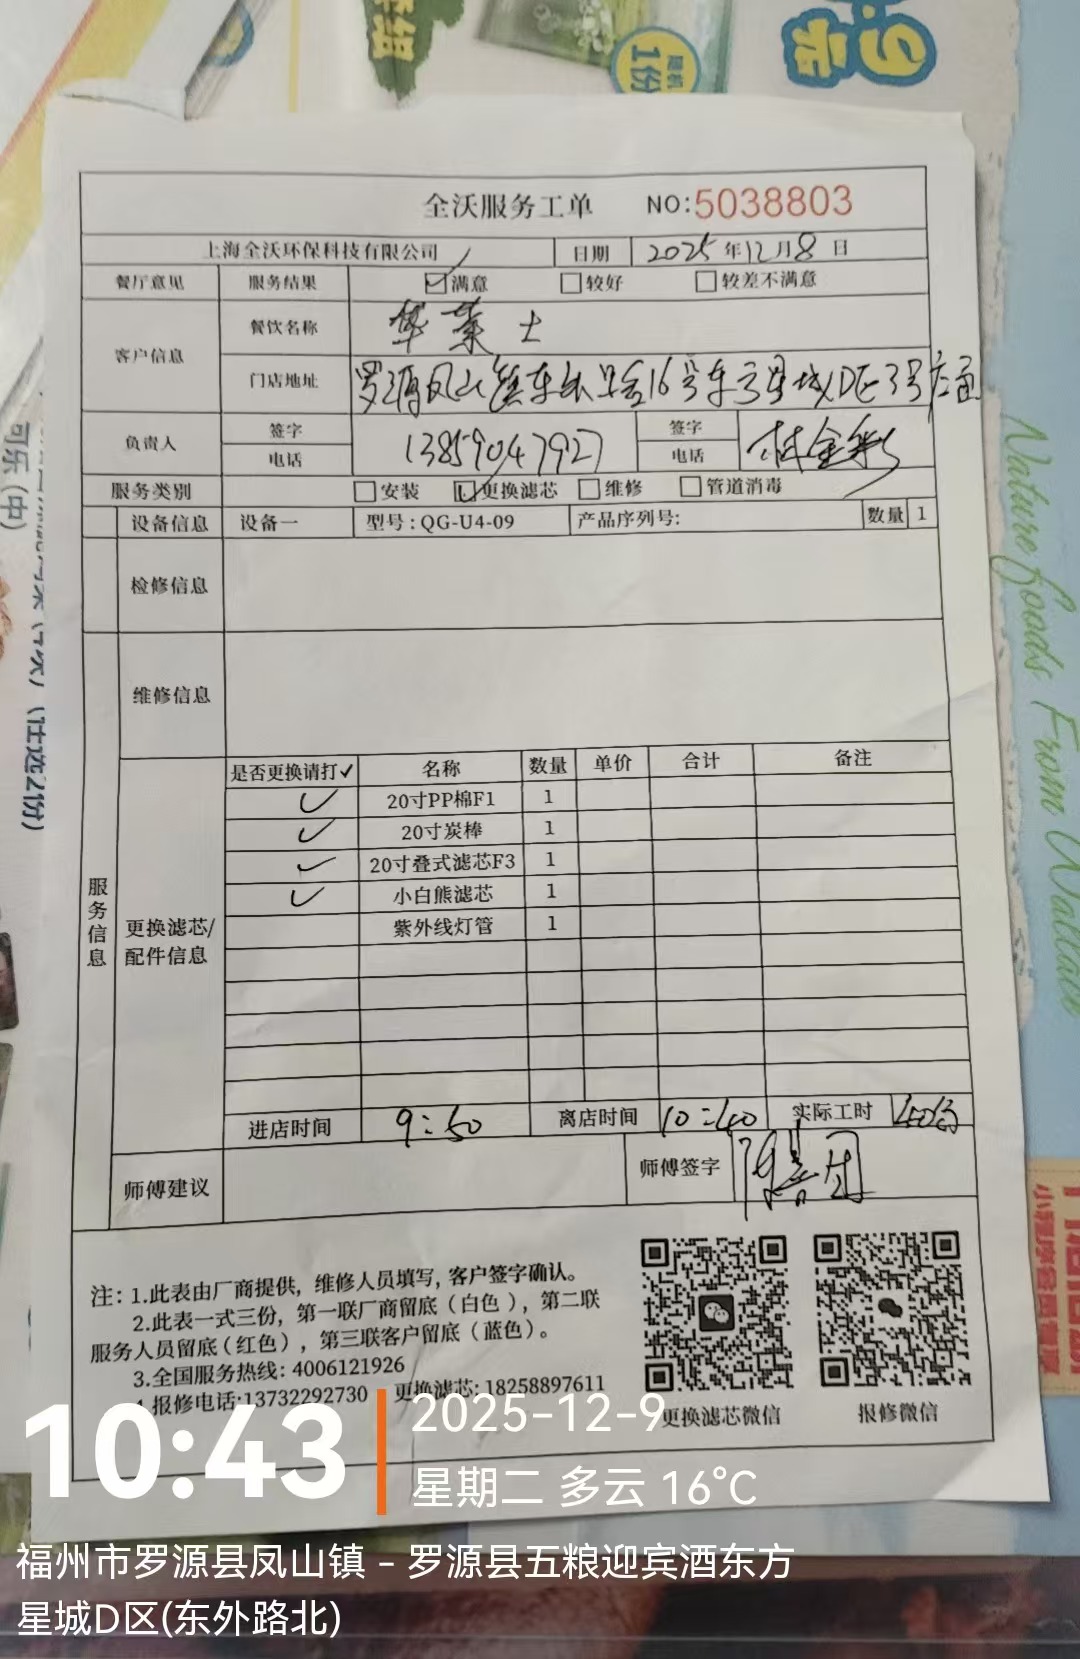 1份
9元
全沃服务工单 NO:5038803
上海全沃环保科技有限公司 日期 2025年12月8日
餐厅意见 服务结果 ☑满意 □较好 □较差不满意
客户信息 餐饮名称 华莱士
门店地址 罗源凤山镇东外路16号东方星城D区3号店面
负责人 签字 电话 13859047927 签字 电话 林金彩
服务类别 □安装 ☑更换滤芯 □维修 □管道消毒
设备信息 设备一 型号:QG-U4-09 产品序列号: 数量 1
检修信息
维修信息
服务信息
更换滤芯/配件信息
是否更换请打✓ 名称 数量 单价 合计 备注
✓ 20寸PP棉F1 1
✓ 20寸炭棒 1
✓ 20寸叠式滤芯F3 1
✓ 小白熊滤芯 1
紫外线灯管 1
进店时间 9:50 离店时间 10:40 实际工时 50分
师傅建议 师傅签字
注:1.此表由厂商提供,维修人员填写,客户签字确认。
2.此表一式三份,第一联厂商留底(白色),第二联
服务人员留底(红色),第三联客户留底(蓝色)。
3.全国服务热线:4006121926
4.报修电话:13732292730 更换滤芯:18258897611
更换滤芯微信 报修微信
可乐(中)
Nature foods From Wallace
10:43
2025-12-9
星期二 多云 16℃
福州市罗源县凤山镇 - 罗源县五粮迎宾酒东方
星城D区(东外路北)